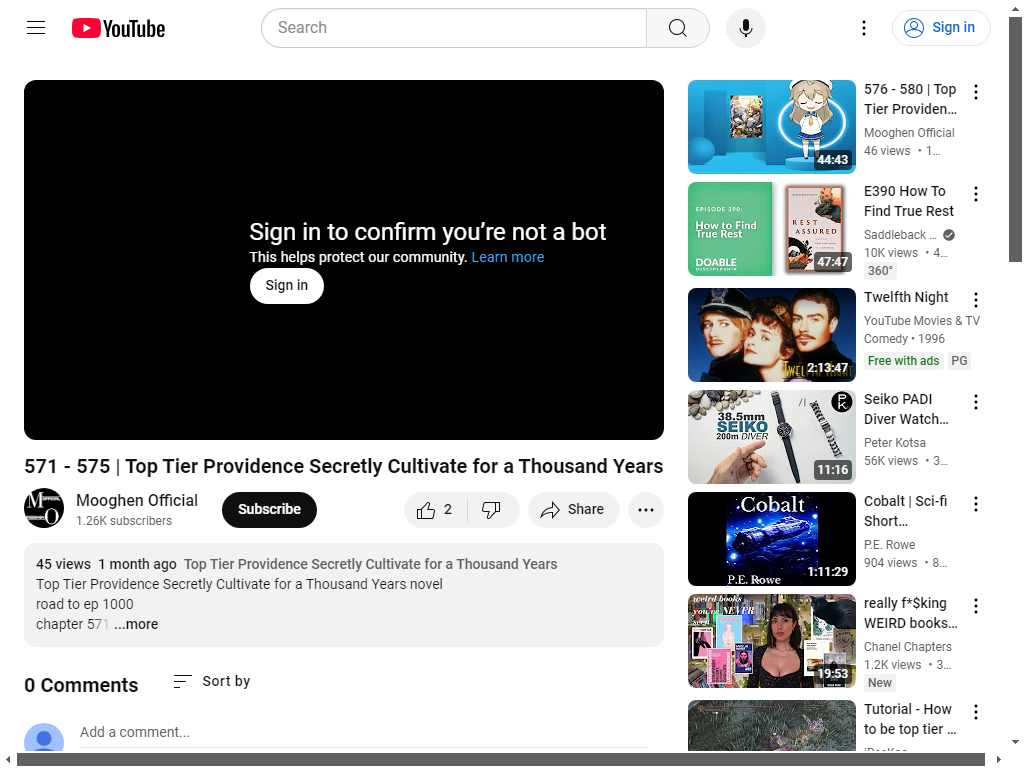 YouTube
Search
Sign in
Sign in to confirm you’re not a bot
This helps protect our community. Learn more
Sign in
571 - 575 | Top Tier Providence Secretly Cultivate for a Thousand Years
Mooghen Official
1.26K subscribers
Subscribe
2
Share
45 views 1 month ago Top Tier Providence Secretly Cultivate for a Thousand Years
Top Tier Providence Secretly Cultivate for a Thousand Years novel
road to ep 1000
chapter 571 ...more
0 Comments
Sort by
Add a comment...
44:43
576 - 580 | Top
Tier Providen...
Mooghen Official
46 views • 1...
EPISODE 390:
How to Find
True Rest
DOABLE
DISCIPLESHIP
REST
ASSURED
47:47
E390 How To
Find True Rest
Saddleback ...
10K views • 4...
360°
TWELFTH NIGHT
2:13:47
Twelfth Night
YouTube Movies & TV
Comedy • 1996
Free with ads
PG
38.5mm
SEIKO
200m DIVER
PK
11:16
Seiko PADI
Diver Watch...
Peter Kotsa
56K views • 3...
Cobalt
P.E. Rowe
1:11:29
Cobalt | Sci-fi
Short...
P.E. Rowe
904 views • 8...
weird books
you've NEVER
seen
19:53
really f*$king
WEIRD books...
Chanel Chapters
1.2K views • 3...
New
Tutorial - How
to be top tier ...